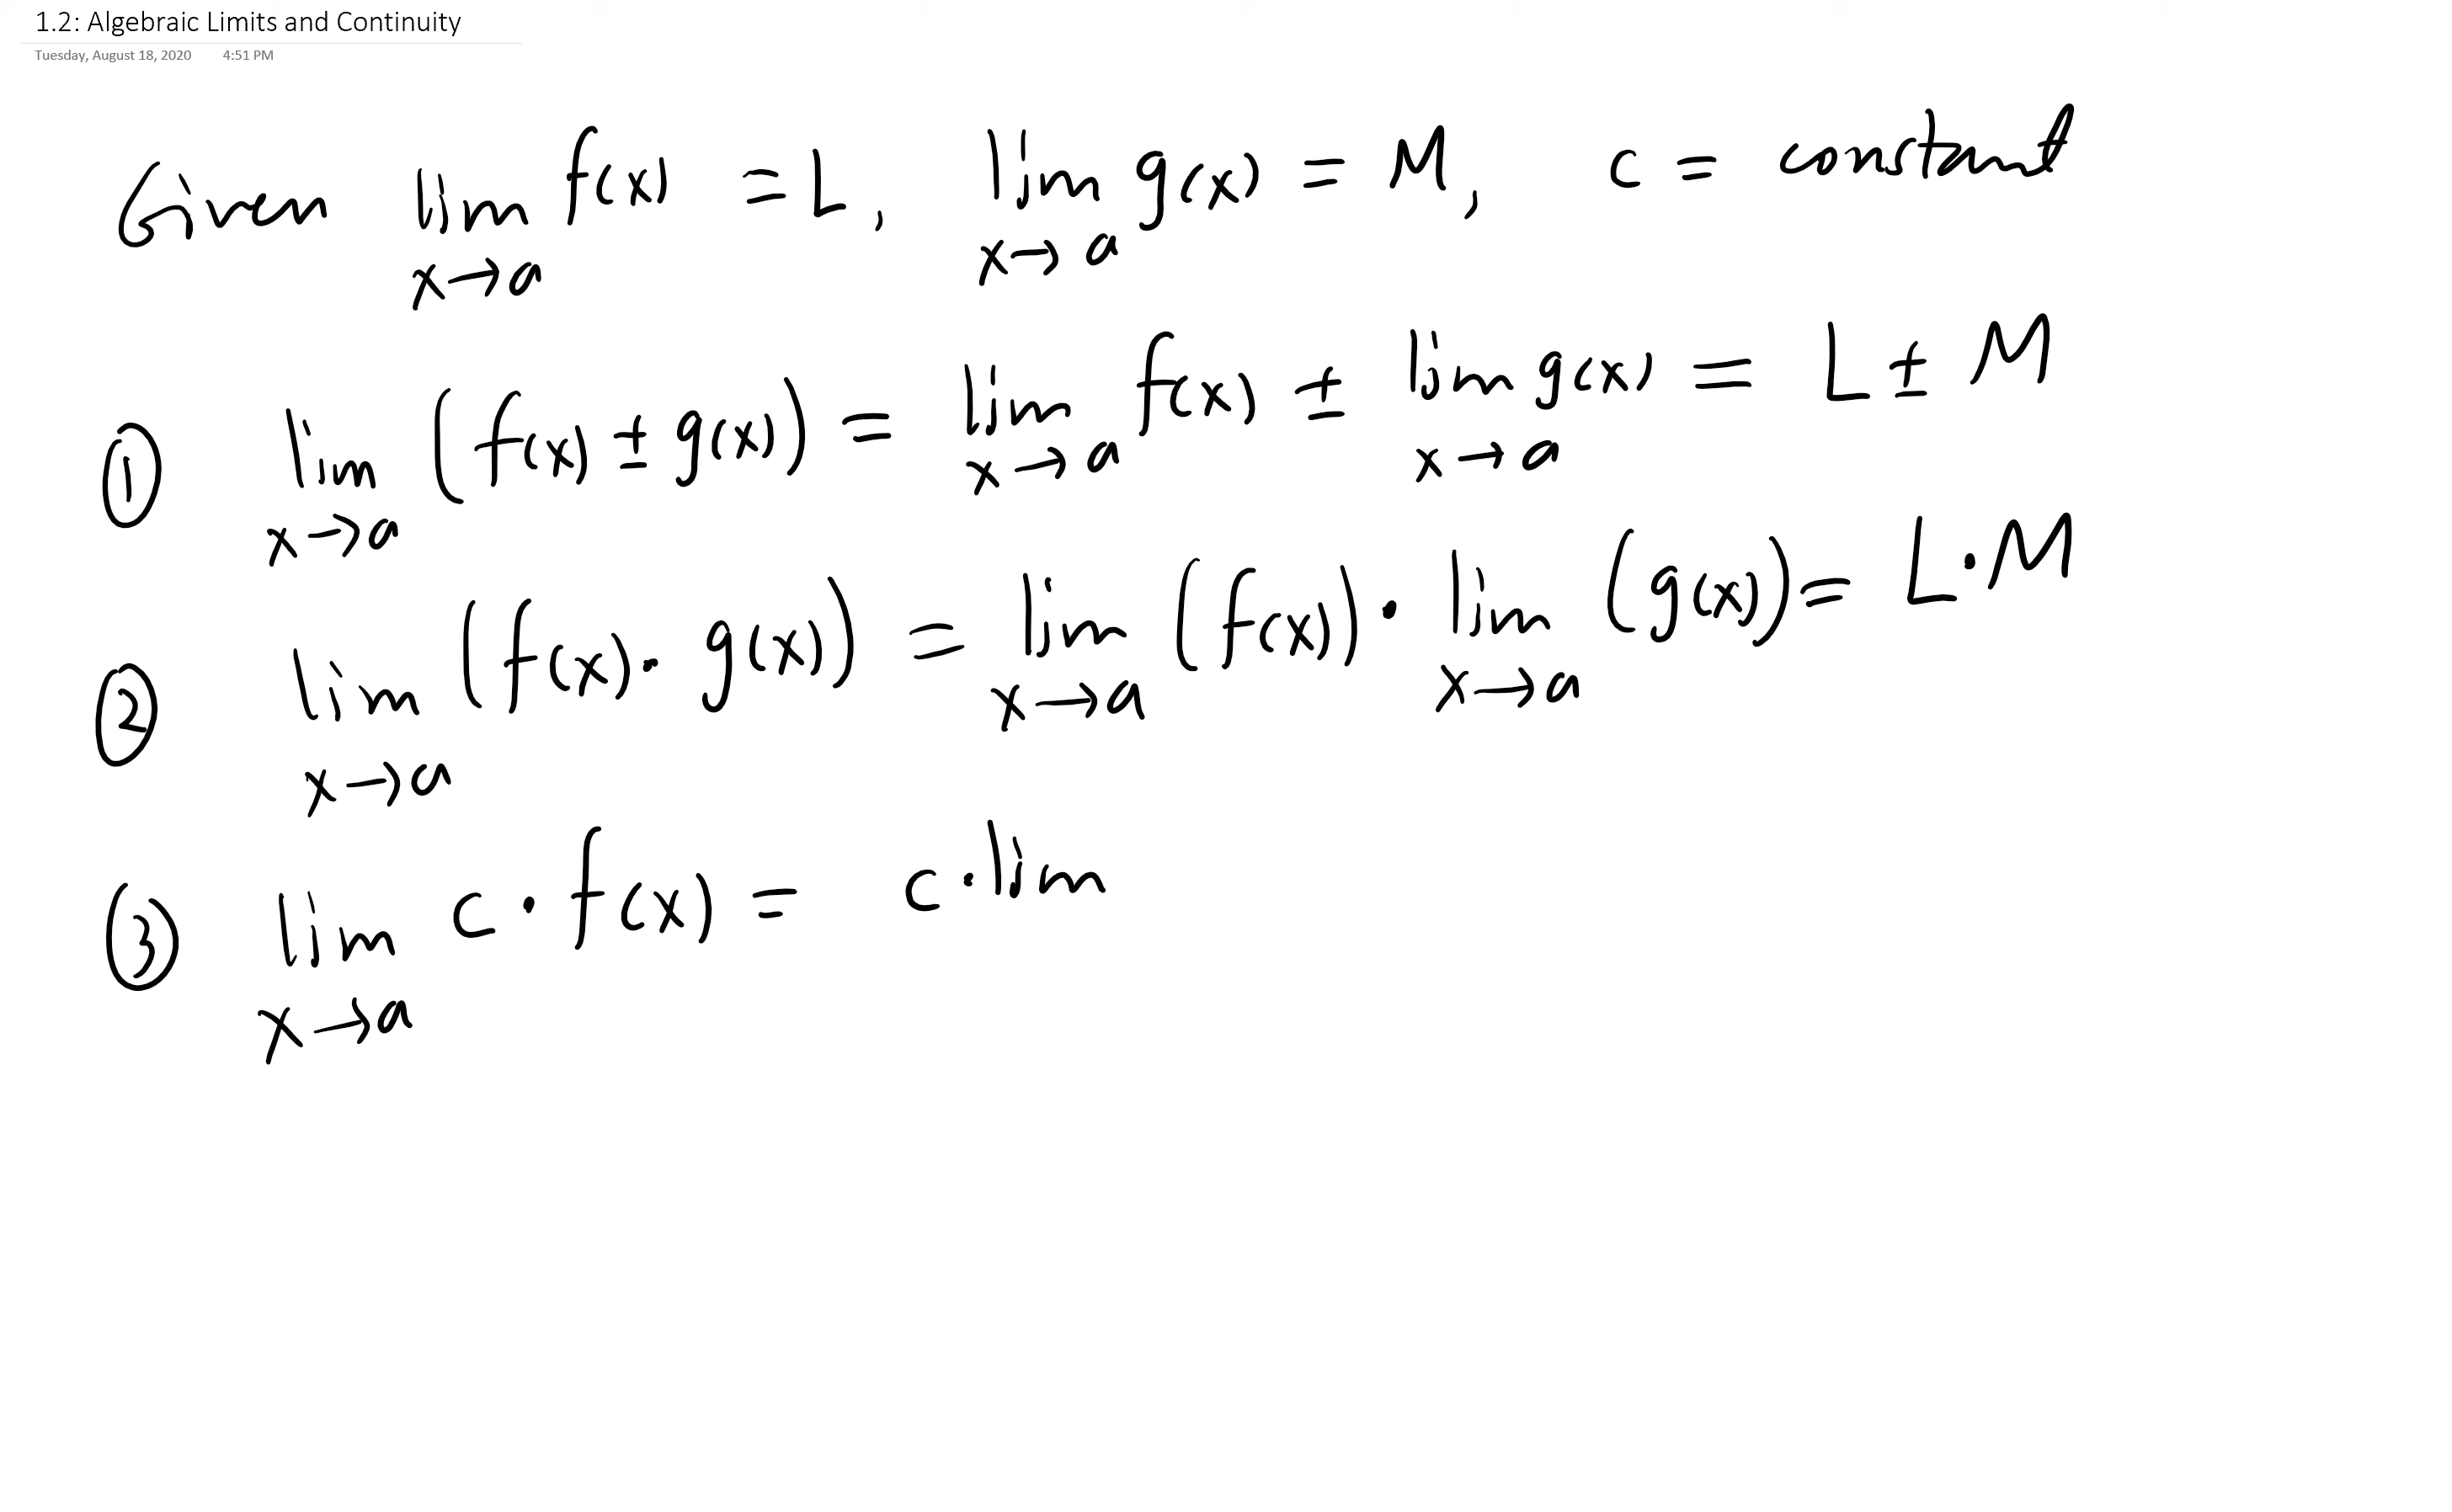 1.2: Algebraic Limits and Continuity
Tuesday, August 18, 2020 4:51 PM
Given lim f(x) = L, lim g(x) = M, c = constant
x→a x→a
① lim (f(x) ± g(x)) = lim f(x) ± lim g(x) = L ± M
x→a x→a x→a
② lim (f(x) · g(x)) = lim (f(x)) · lim (g(x)) = L · M
x→a x→a x→a
③ lim c · f(x) = c · lim
x→a